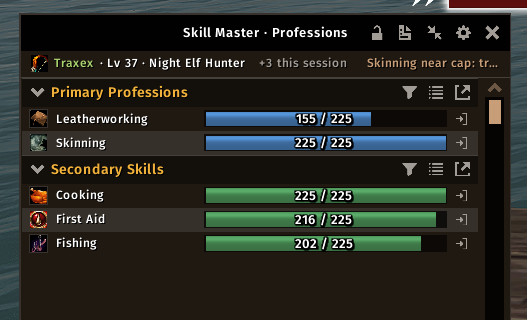 Skill Master · Professions
Traxex · Lv 37 · Night Elf Hunter +3 this session Skinning near cap: tr...
Primary Professions
Leatherworking 155 / 225
Skinning 225 / 225
Secondary Skills
Cooking 225 / 225
First Aid 216 / 225
Fishing 202 / 225